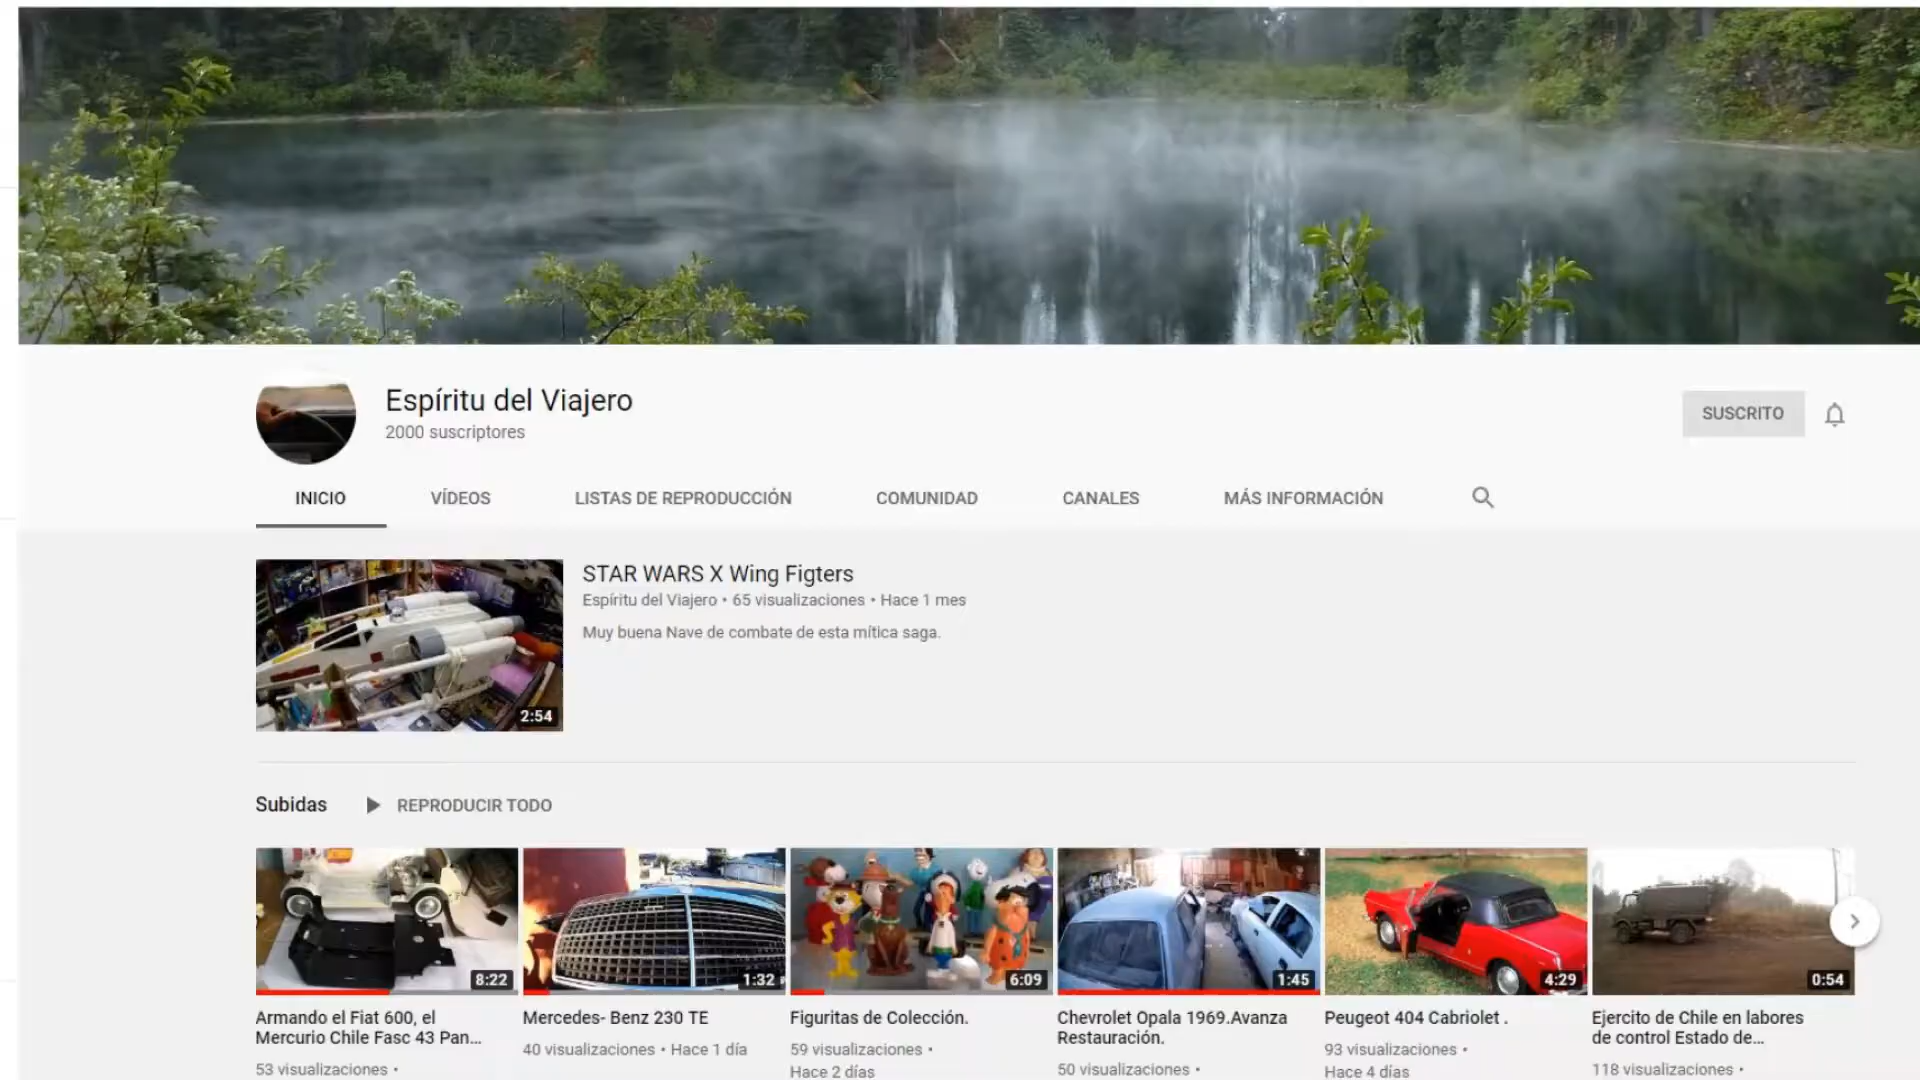 Espíritu del Viajero
2000 suscriptores
SUSCRITO
INICIO
VÍDEOS
LISTAS DE REPRODUCCIÓN
COMUNIDAD
CANALES
MÁS INFORMACIÓN
STAR WARS X Wing Figters
Espíritu del Viajero • 65 visualizaciones • Hace 1 mes
Muy buena Nave de combate de esta mítica saga.
2:54
Subidas
REPRODUCIR TODO
8:22
Armando el Fiat 600, el
Mercurio Chile Fasc 43 Pan...
53 visualizaciones •
1:32
Mercedes- Benz 230 TE
40 visualizaciones • Hace 1 día
6:09
Figuritas de Colección.
59 visualizaciones •
Hace 2 días
1:45
Chevrolet Opala 1969.Avanza
Restauración.
50 visualizaciones •
4:29
Peugeot 404 Cabriolet .
93 visualizaciones •
Hace 4 días
0:54
Ejercito de Chile en labores
de control Estado de...
118 visualizaciones •